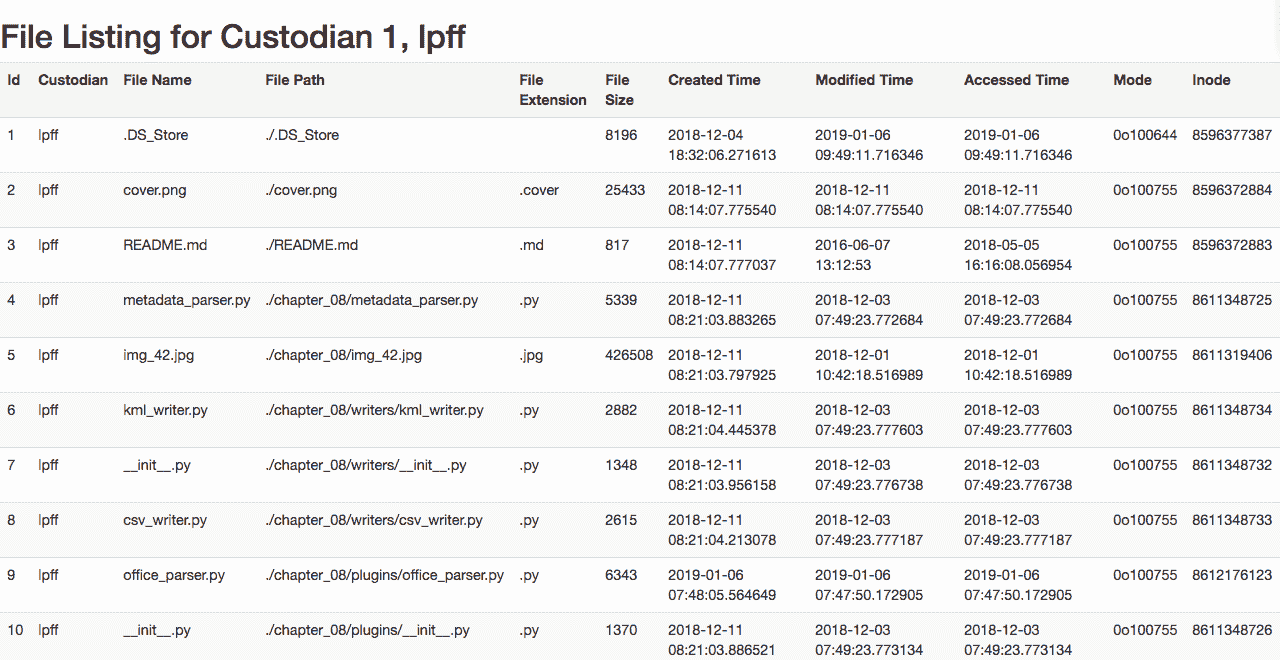 File Listing for Custodian 1, lpff
Id Custodian File Name File Path File Extension File Size Created Time Modified Time Accessed Time Mode Inode
1 lpff .DS_Store ./.DS_Store 8196 2018-12-04 18:32:06.271613 2019-01-06 09:49:11.716346 2019-01-06 09:49:11.716346 0o100644 8596377387
2 lpff cover.png ./cover.png .cover 25433 2018-12-11 08:14:07.775540 2018-12-11 08:14:07.775540 2018-12-11 08:14:07.775540 0o100755 8596372884
3 lpff README.md ./README.md .md 817 2018-12-11 08:14:07.777037 2016-06-07 13:12:53 2018-05-05 16:16:08.056954 0o100755 8596372883
4 lpff metadata_parser.py ./chapter_08/metadata_parser.py .py 5339 2018-12-11 08:21:03.883265 2018-12-03 07:49:23.772684 2018-12-03 07:49:23.772684 0o100755 8611348725
5 lpff img_42.jpg ./chapter_08/img_42.jpg .jpg 426508 2018-12-11 08:21:03.797925 2018-12-01 10:42:18.516989 2018-12-01 10:42:18.516989 0o100755 8611319406
6 lpff kml_writer.py ./chapter_08/writers/kml_writer.py .py 2882 2018-12-11 08:21:04.445378 2018-12-03 07:49:23.777603 2018-12-03 07:49:23.777603 0o100755 8611348734
7 lpff __init__.py ./chapter_08/writers/__init__.py .py 1348 2018-12-11 08:21:03.956158 2018-12-03 07:49:23.776738 2018-12-03 07:49:23.776738 0o100755 8611348732
8 lpff csv_writer.py ./chapter_08/writers/csv_writer.py .py 2615 2018-12-11 08:21:04.213078 2018-12-03 07:49:23.777187 2018-12-03 07:49:23.777187 0o100755 8611348733
9 lpff office_parser.py ./chapter_08/plugins/office_parser.py .py 6343 2019-01-06 07:48:05.564649 2019-01-06 07:47:50.172905 2019-01-06 07:47:50.172905 0o100755 8612176123
10 lpff __init__.py ./chapter_08/plugins/__init__.py .py 1370 2018-12-11 08:21:03.886521 2018-12-03 07:49:23.773134 2018-12-03 07:49:23.773134 0o100755 8611348726